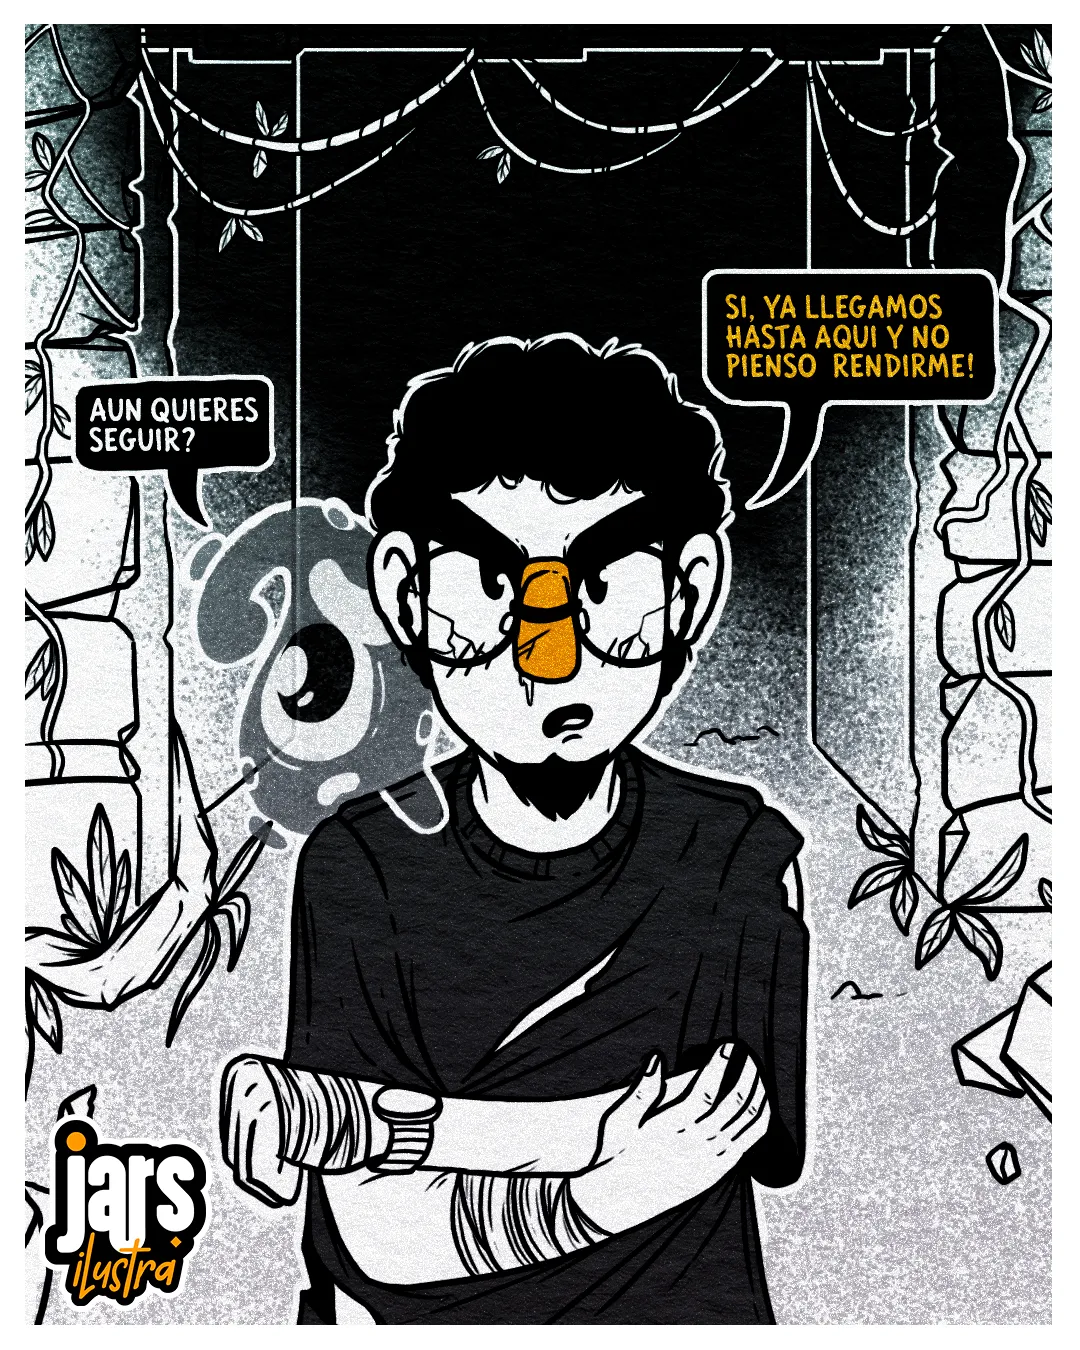 AUN QUIERES
SEGUIR?
SI, YA LLEGAMOS
HASTA AQUI Y NO
PIENSO RENDIRME!
jars
ilustra